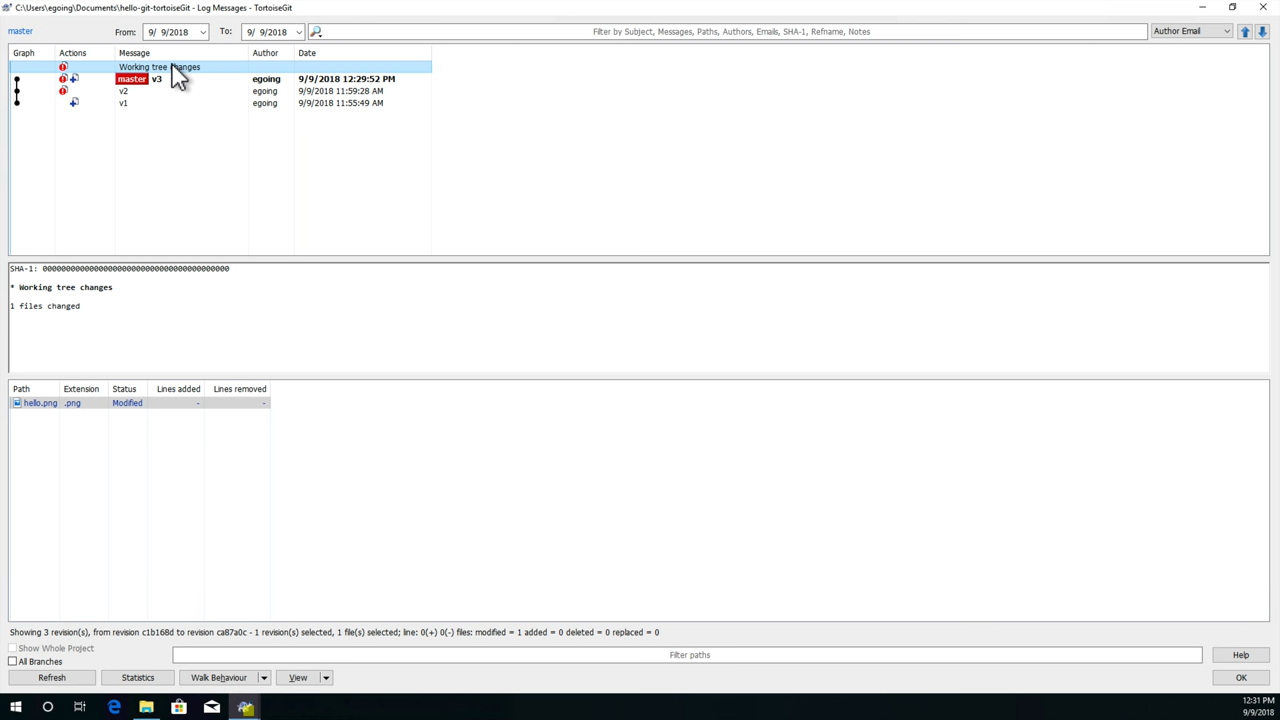 C:\Users\egoing\Documents\hello-git-tortoiseGit - Log Messages - TortoiseGit
master From: 9/ 9/2018 To: 9/ 9/2018 Filter by Subject, Messages, Paths, Authors, Emails, SHA-1, Refname, Notes Author Email
Graph Actions Message Author Date
Working tree changes
master v3 egoing 9/9/2018 12:29:52 PM
v2 egoing 9/9/2018 11:59:28 AM
v1 egoing 9/9/2018 11:55:49 AM
SHA-1: 0000000000000000000000000000000000000000
* Working tree changes
1 files changed
Path Extension Status Lines added Lines removed
hello.png .png Modified - -
Showing 3 revision(s), from revision c1b168d to revision ca87a0c - 1 revision(s) selected, 1 file(s) selected; line: 0(+) 0(-) files: modified = 1 added = 0 deleted = 0 replaced = 0
Show Whole Project
All Branches Filter paths Help
Refresh Statistics Walk Behaviour View OK
12:31 PM
9/9/2018